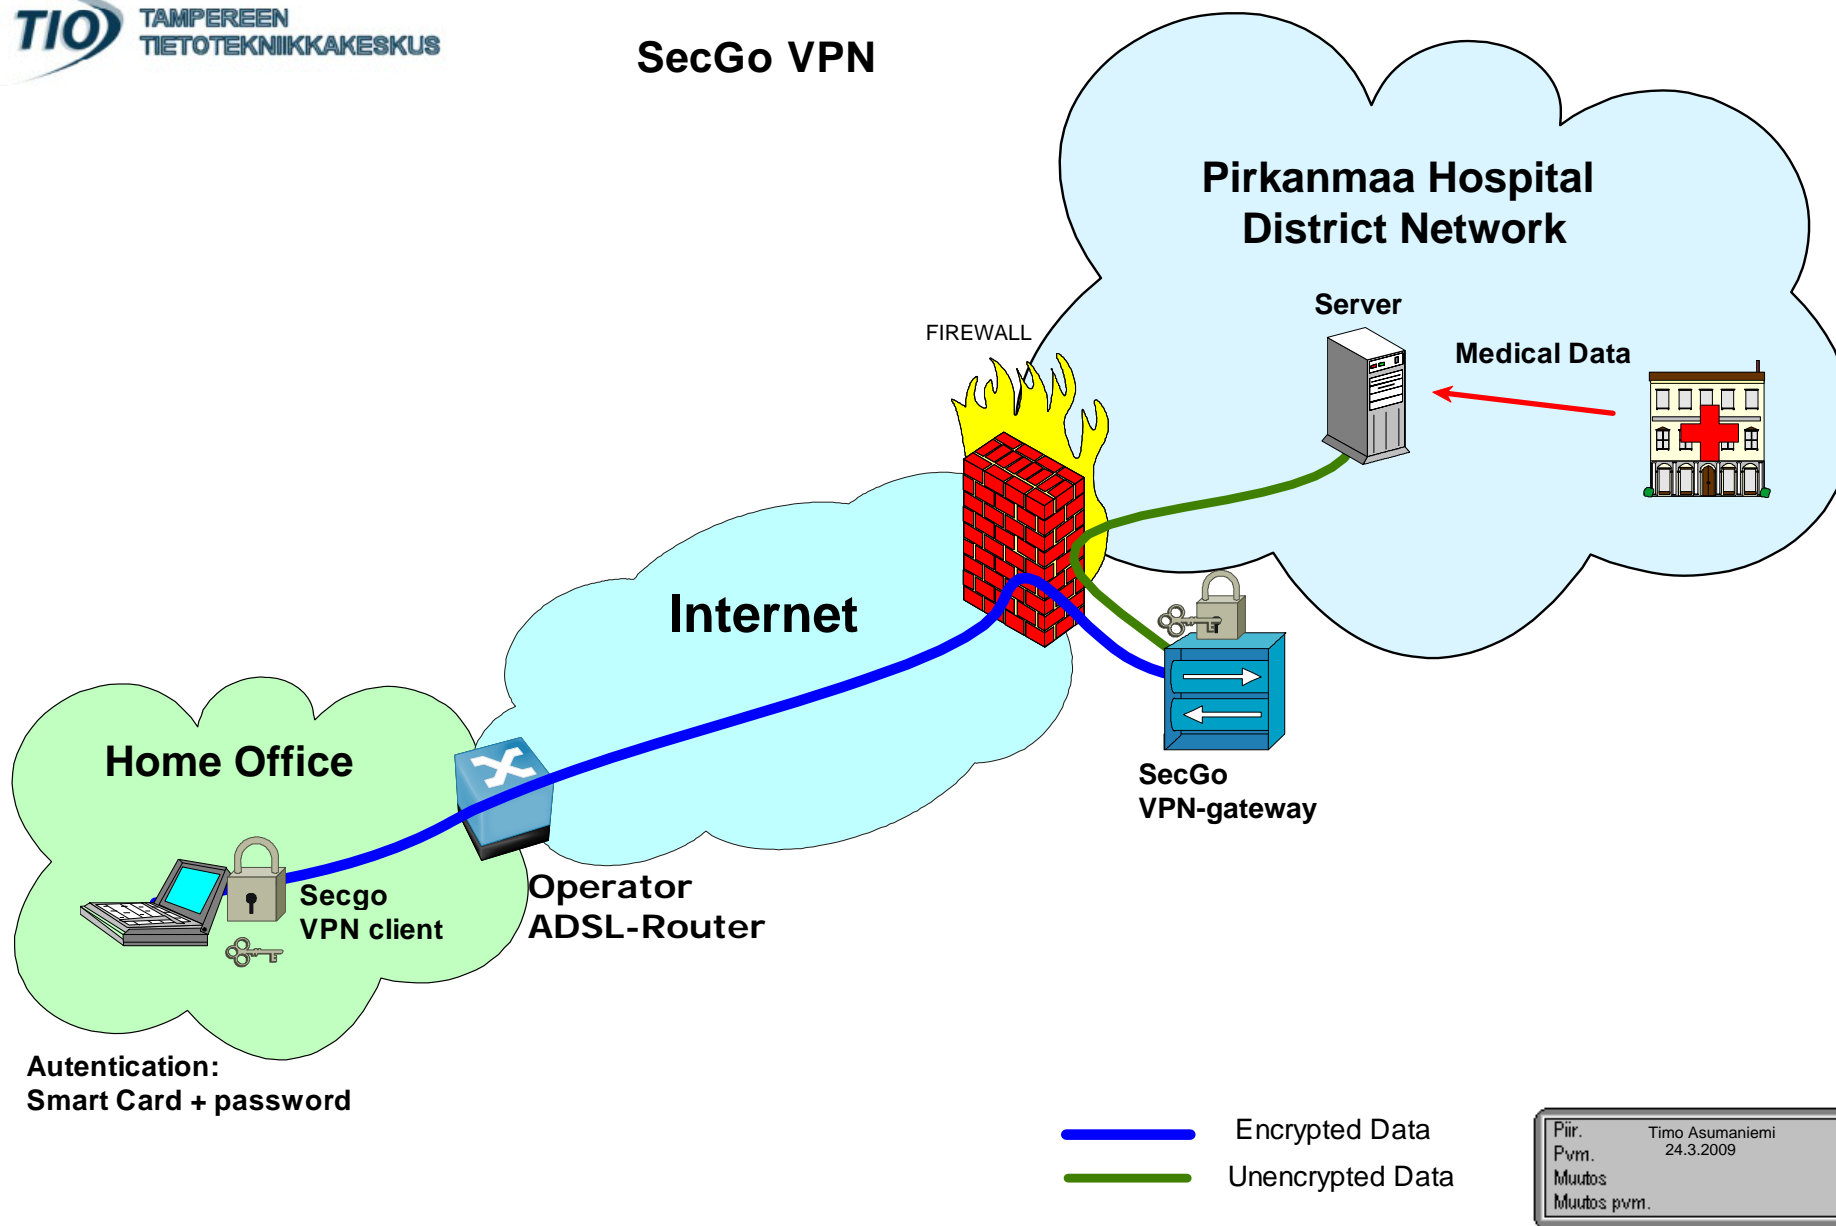 TIO
TAMPEREEN
TIETOTEKNIIKKAKESKUS
SecGo VPN
Pirkanmaa Hospital
District Network
Server
FIREWALL
Medical Data
Internet
Home Office
SecGo
VPN-gateway
Secgo
VPN client
Operator
ADSL-Router
Autentication:
Smart Card + password
Encrypted Data
Unencrypted Data
Piir. Timo Asumaniemi
Pvm. 24.3.2009
Muutos
Muutos pvm.